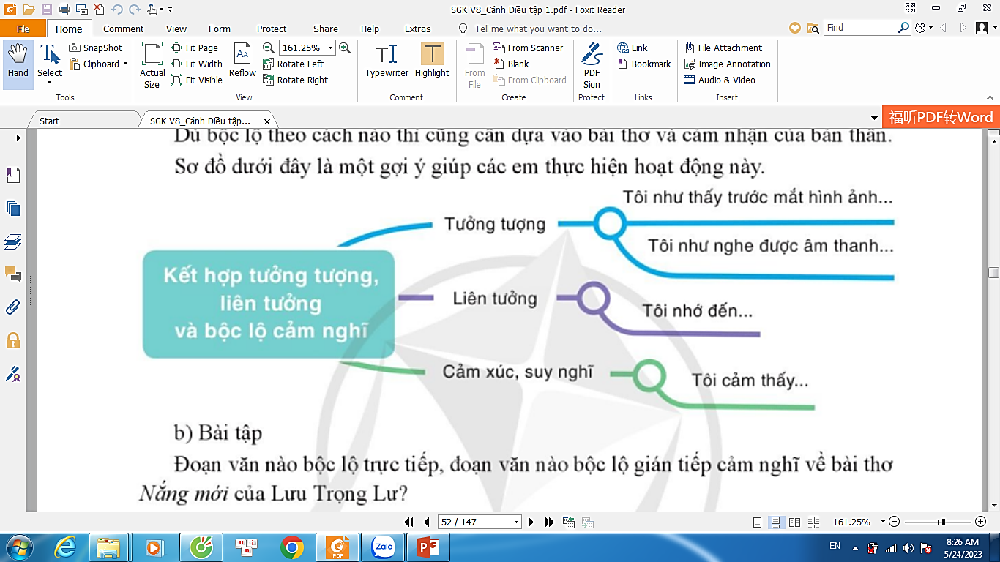 SGK V8_Cánh Diều tập 1.pdf - Foxit Reader
File Home Comment View Form Protect Share Help Extras Tell me what you want to do... Find
Hand
Select
SnapShot
Clipboard
Tools
Actual Size
Fit Page
Fit Width
Fit Visible
Reflow
161.25%
Rotate Left
Rotate Right
View
Typewriter
Highlight
Comment
From File
From Scanner
Blank
From Clipboard
Create
PDF Sign
Protect
Link
Bookmark
Links
File Attachment
Image Annotation
Audio & Video
Insert
Start
SGK V8_Cánh Diều tập...
福昕PDF转Word
Dù bộc lộ theo cách nào thì cũng cần dựa vào bài thơ và cảm nhận của bản thân.
Sơ đồ dưới đây là một gợi ý giúp các em thực hiện hoạt động này.
Kết hợp tưởng tượng,
liên tưởng
và bộc lộ cảm nghĩ
Tưởng tượng
Tôi như thấy trước mắt hình ảnh...
Tôi như nghe được âm thanh...
Liên tưởng
Tôi nhớ đến...
Cảm xúc, suy nghĩ
Tôi cảm thấy...
b) Bài tập
Đoạn văn nào bộc lộ trực tiếp, đoạn văn nào bộc lộ gián tiếp cảm nghĩ về bài thơ
Nắng mới của Lưu Trọng Lư?
52 / 147
161.25%
PDF
Zalo
EN
8:26 AM
5/24/2023